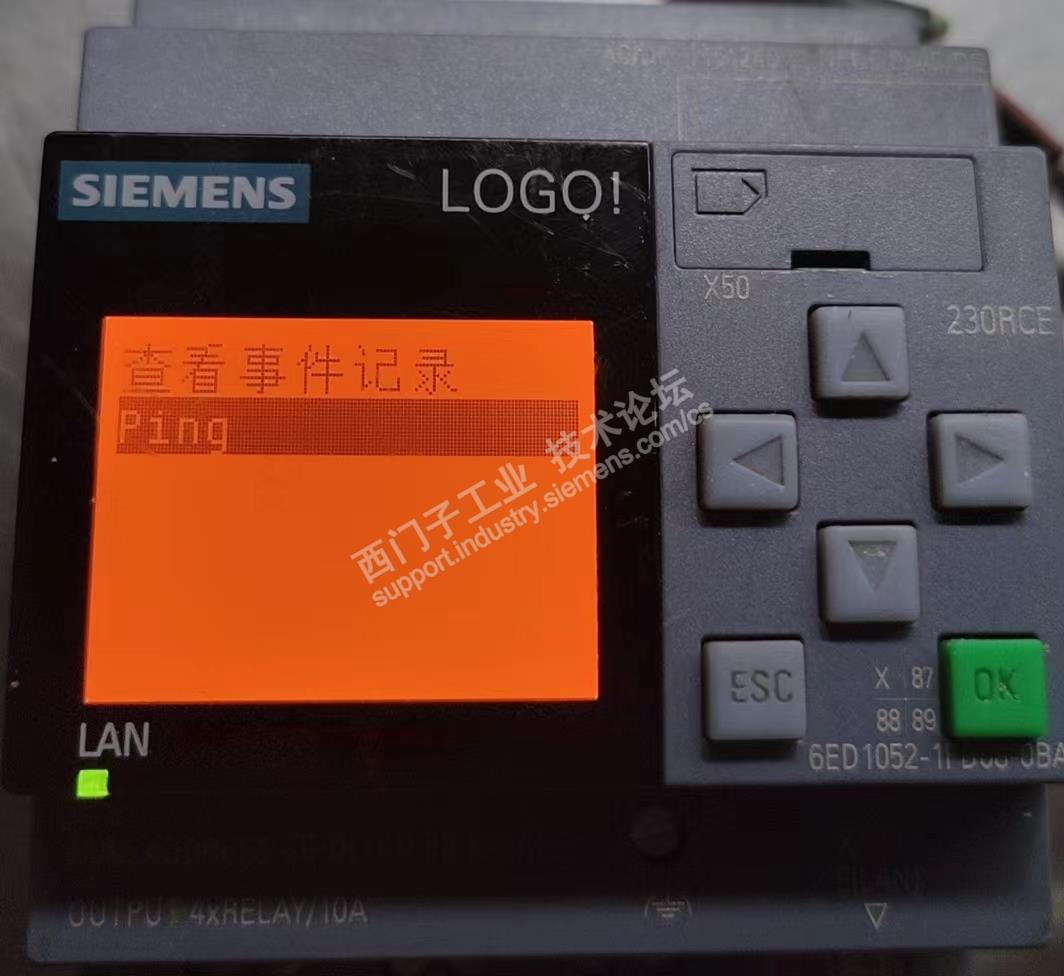 SIEMENS
LOGO!
X50
230RCE
查看事件记录
Ping
西门子工业 技术论坛
support.industry.siemens.com/cs
ESC
OK
X 87
88 89
LAN
OUTPUT 4xRELAY/10A